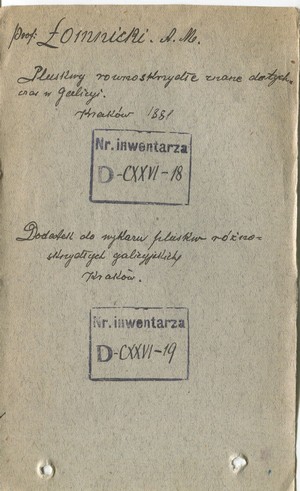 Prof: Łomnicki. A. M.
Pluskwy równoskrzydłe znane dotych-
czas w Galicyi.
Kraków 1881
Nr. inwentarza
D-CXXVI-18
Dodatek do wykazu pluskw różno-
skrzydłych galicyjskich
Kraków.
Nr. inwentarza
D-CXXVI-19